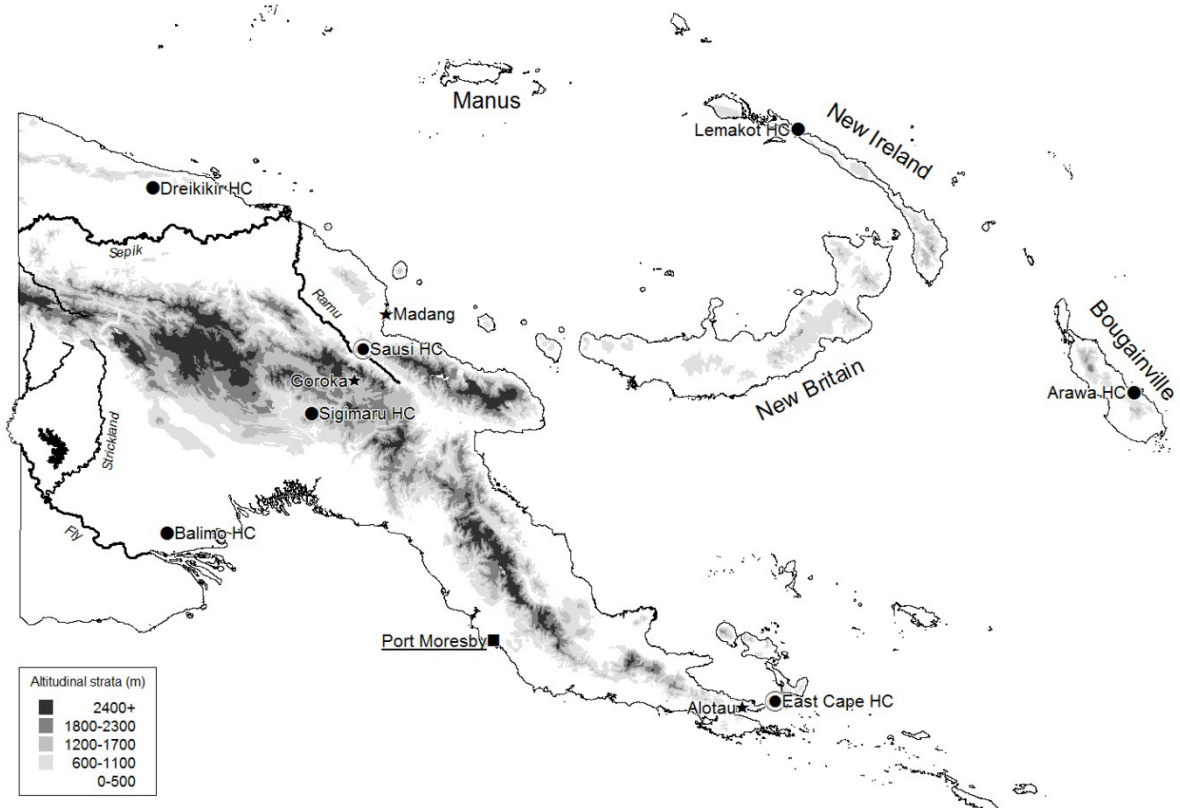 Manus
Lemakot HC
New Ireland
Dreikikir HC
Sepik
Ramu
Madang
Sausi HC
Goroka
Sigimaru HC
Strickland
New Britain
Bougainville
Arawa HC
Fly
Balimo HC
Port Moresby
Alotau
East Cape HC
Altitudinal strata (m)
2400+
1800-2300
1200-1700
600-1100
0-500